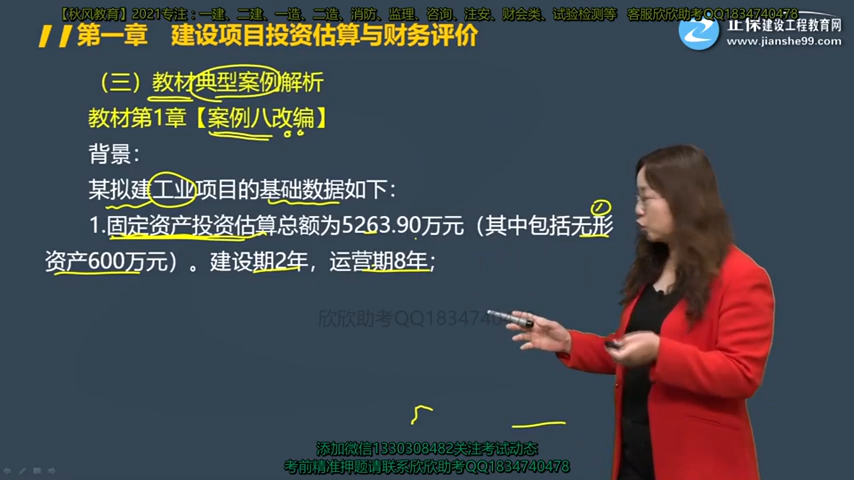 【秋风教育】2021专注：一建、二建、一造、二造、消防、监理、咨询、注安、财会类、试验检测等 客服欣欣助考QQ1834740478
第一章 建设项目投资估算与财务评价
正保建设工程教育网
www.jianshe99.com
（三）教材典型案例解析
教材第1章【案例八改编】
背景：
某拟建工业项目的基础数据如下：
1.固定资产投资估算总额为5263.90万元（其中包括无形
资产600万元）。建设期2年，运营期8年；
欣欣助考QQ18347404
添加微信1330308482关注考试动态
考前精准押题请联系欣欣助考QQ1834740478